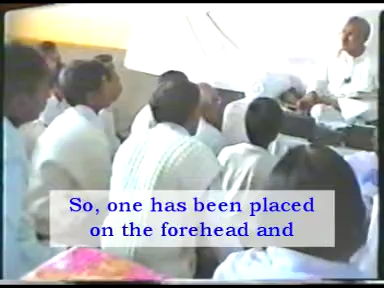 So, one has been placed
on the forehead and